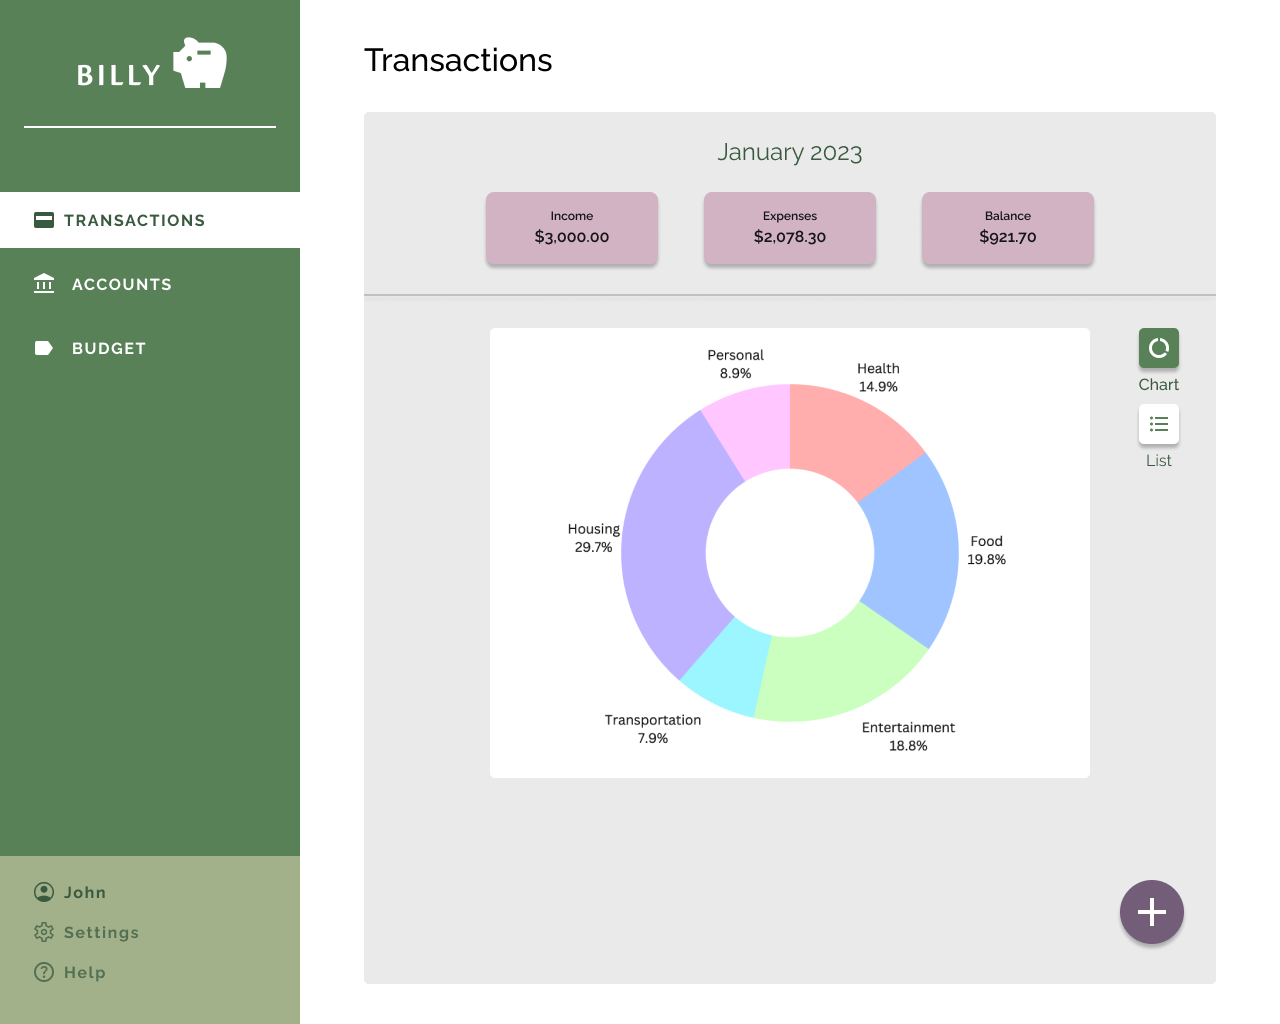 BILLY
TRANSACTIONS
ACCOUNTS
BUDGET
John
Settings
Help
Transactions
January 2023
Income
$3,000.00
Expenses
$2,078.30
Balance
$921.70
Personal
8.9%
Health
14.9%
Housing
29.7%
Food
19.8%
Transportation
7.9%
Entertainment
18.8%
Chart
List